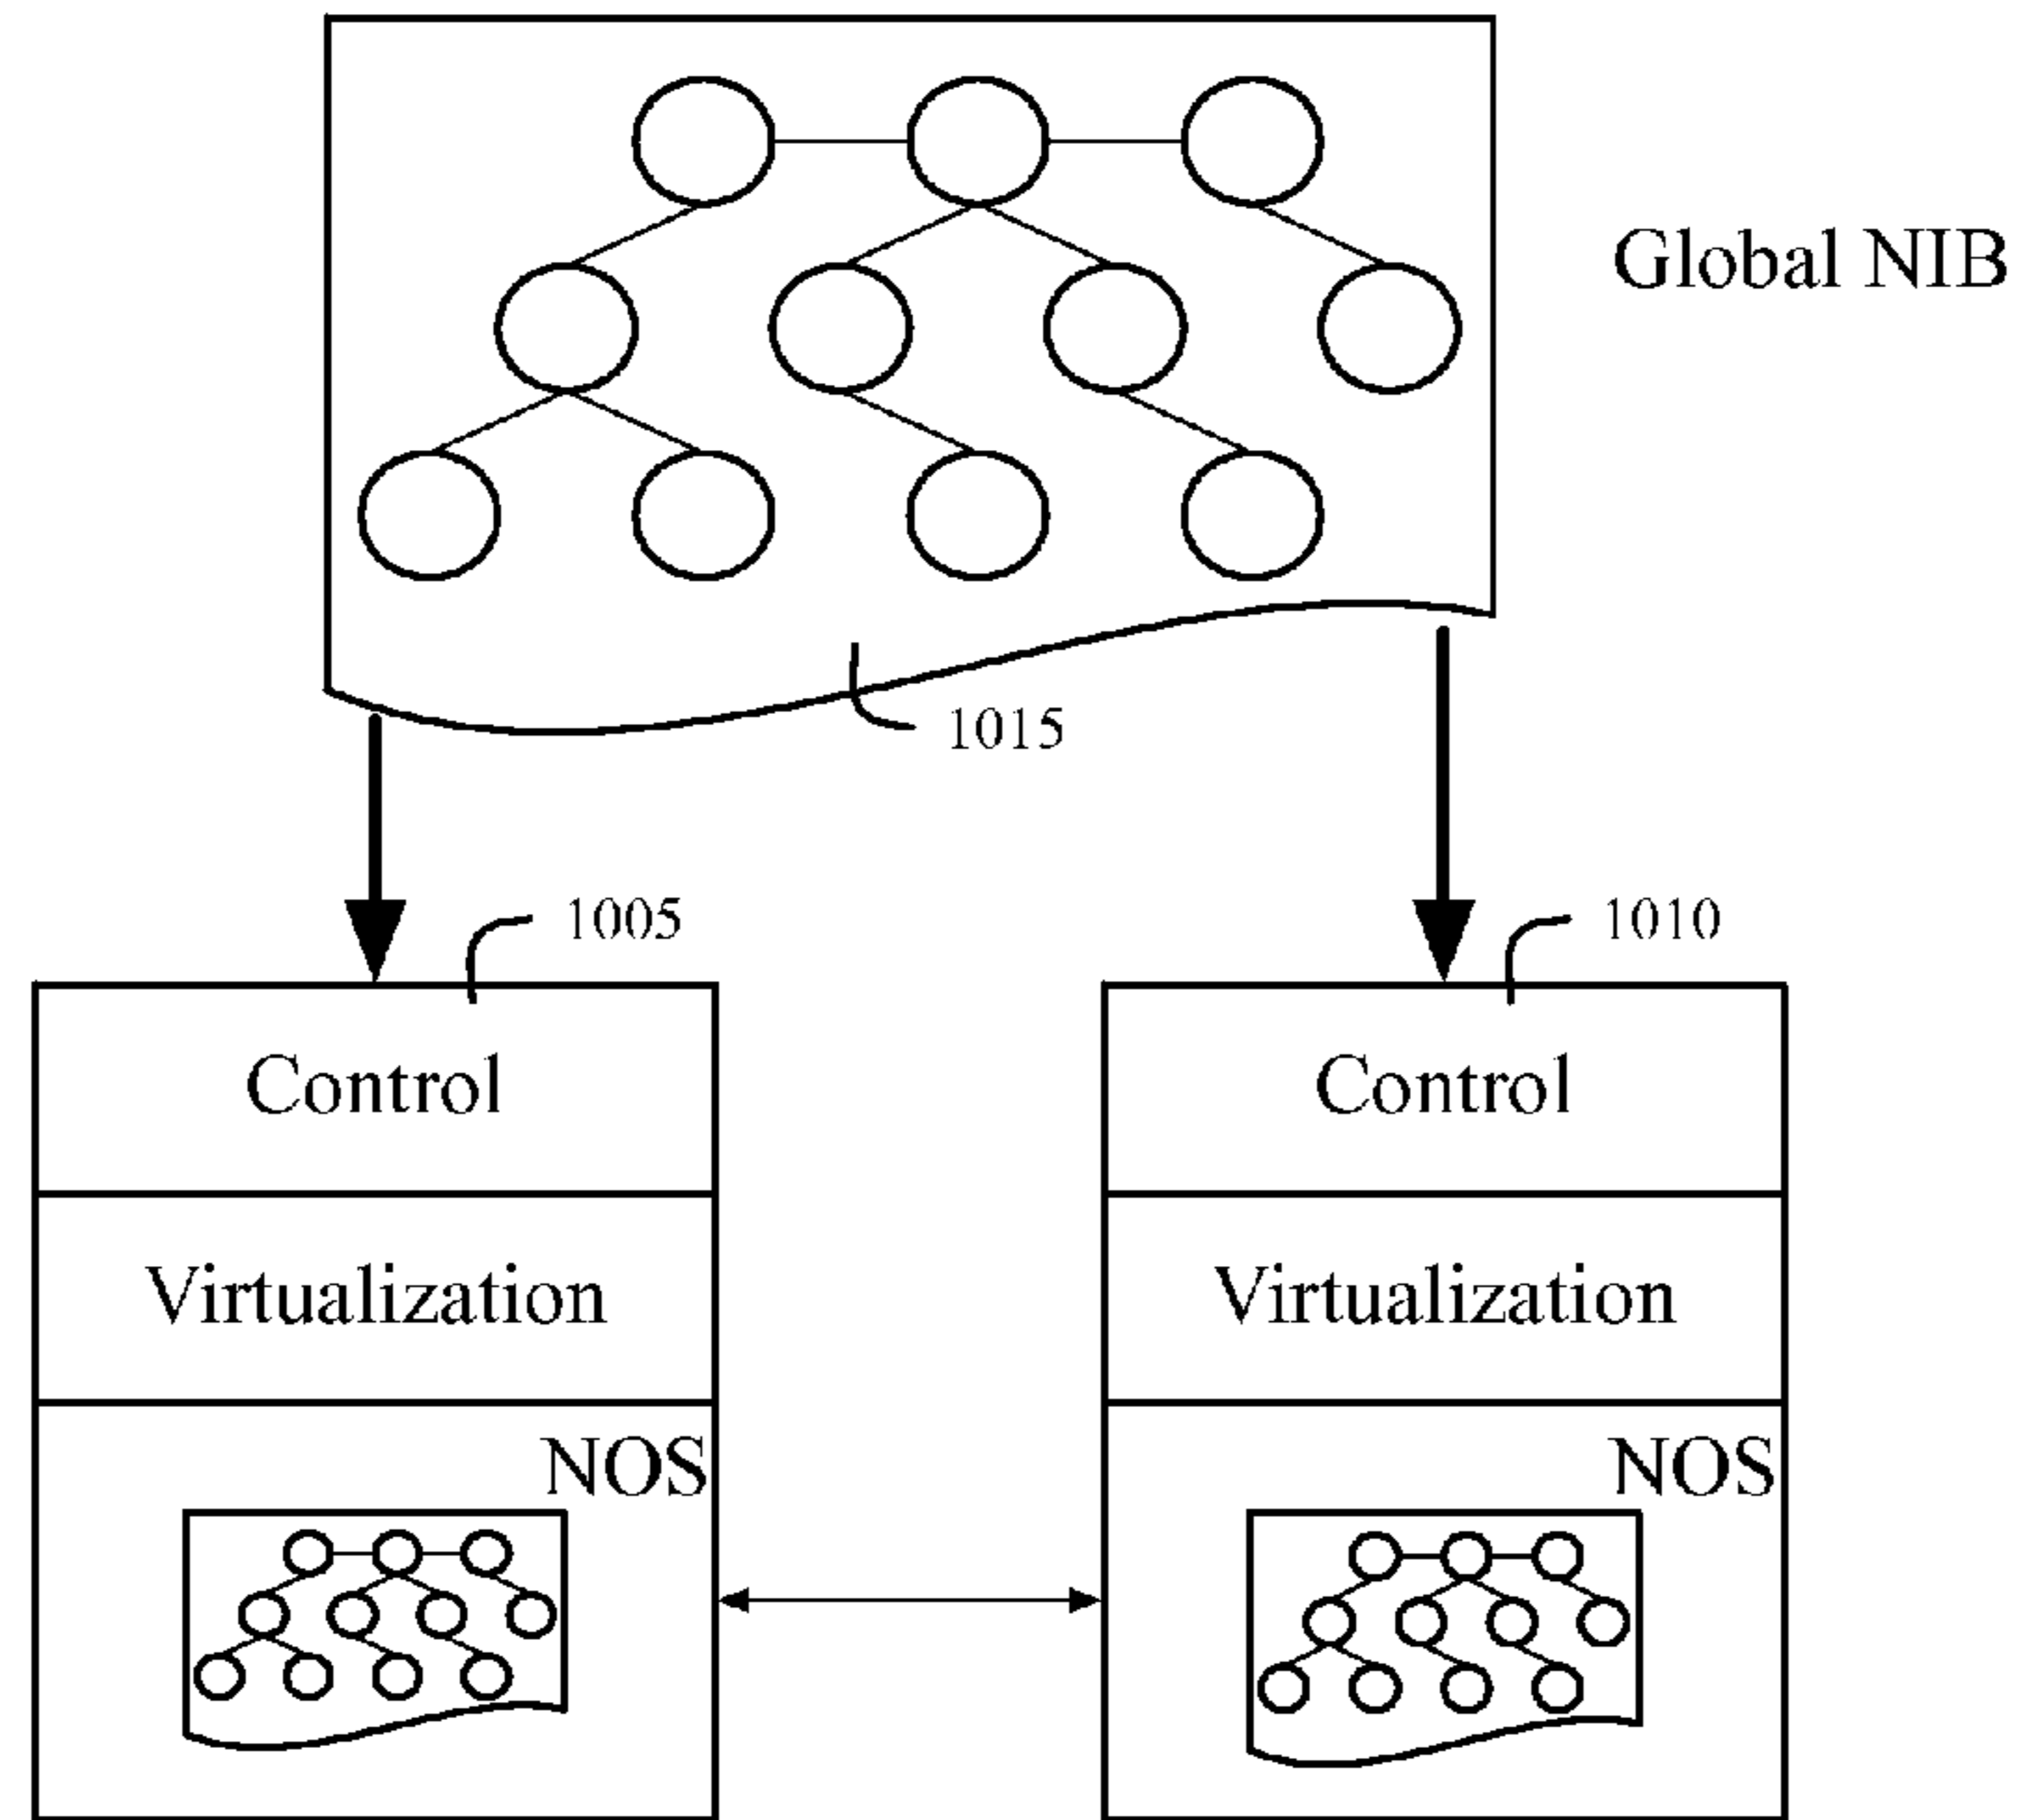 Global NIB
1015
1005
1010
Control
Control
Virtualization
Virtualization
NOS
NOS